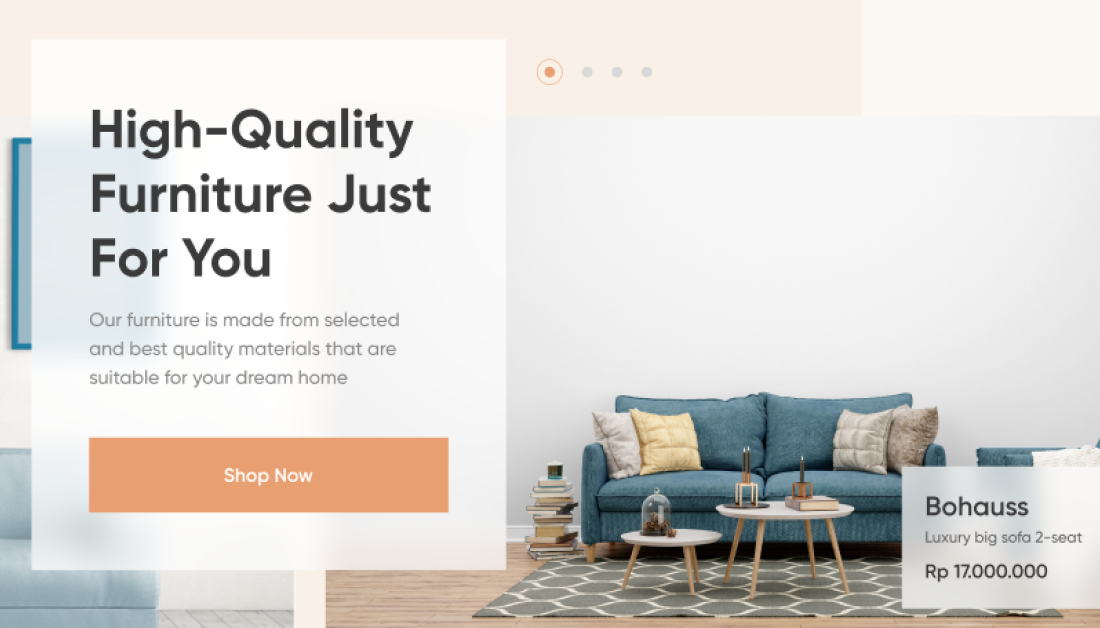 High-Quality
Furniture Just
For You
Our furniture is made from selected
and best quality materials that are
suitable for your dream home
Shop Now
Bohauss
Luxury big sofa 2-seat
Rp 17.000.000